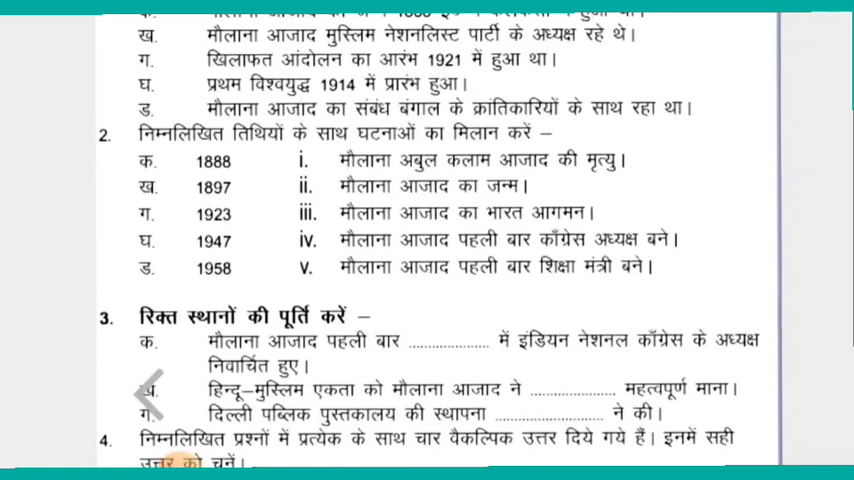 ख. मौलाना आजाद मुस्लिम नेशनलिस्ट पार्टी के अध्यक्ष रहे थे।
ग. खिलाफत आंदोलन का आरंभ 1921 में हुआ था।
घ. प्रथम विश्वयुद्ध 1914 में प्रारंभ हुआ।
ड. मौलाना आजाद का संबंध बंगाल के क्रांतिकारियों के साथ रहा था।
2. निम्नलिखित तिथियों के साथ घटनाओं का मिलान करें –
क. 1888 i. मौलाना अबुल कलाम आजाद की मृत्यु।
ख. 1897 ii. मौलाना आजाद का जन्म।
ग. 1923 iii. मौलाना आजाद का भारत आगमन।
घ. 1947 iv. मौलाना आजाद पहली बार काँग्रेस अध्यक्ष बने।
ड. 1958 v. मौलाना आजाद पहली बार शिक्षा मंत्री बने।
3. रिक्त स्थानों की पूर्ति करें –
क. मौलाना आजाद पहली बार .................... में इंडियन नेशनल काँग्रेस के अध्यक्ष
निवार्चित हुए।
ख. हिन्दू–मुस्लिम एकता को मौलाना आजाद ने ..................... महत्वपूर्ण माना।
ग. दिल्ली पब्लिक पुस्तकालय की स्थापना ........................... ने की।
4. निम्नलिखित प्रश्नों में प्रत्येक के साथ चार वैकल्पिक उत्तर दिये गये हैं। इनमें सही
उत्तर को चुनें।